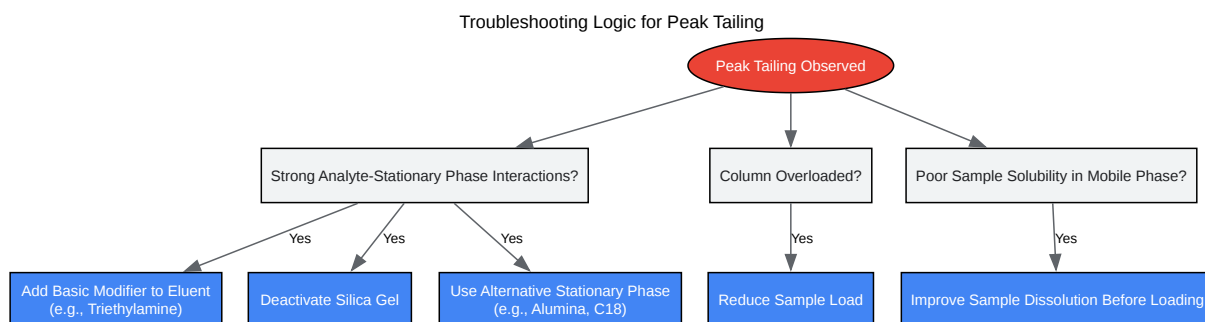 Troubleshooting Logic for Peak Tailing
Peak Tailing Observed
Strong Analyte-Stationary Phase Interactions?
Column Overloaded?
Poor Sample Solubility in Mobile Phase?
Yes
Yes
Yes
Yes
Yes
Add Basic Modifier to Eluent
(e.g., Triethylamine)
Deactivate Silica Gel
Use Alternative Stationary Phase
(e.g., Alumina, C18)
Reduce Sample Load
Improve Sample Dissolution Before Loading